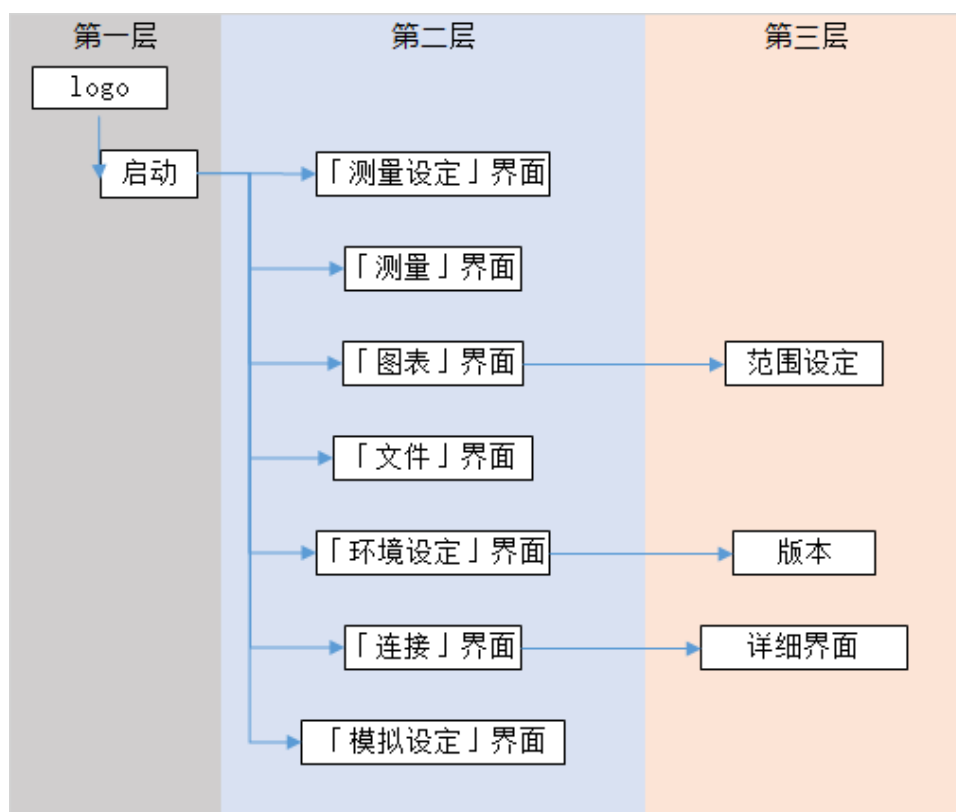 第一层
第二层
第三层
logo
启动
「测量设定」界面
「测量」界面
「图表」界面
范围设定
「文件」界面
「环境设定」界面
版本
「连接」界面
详细界面
「模拟设定」界面